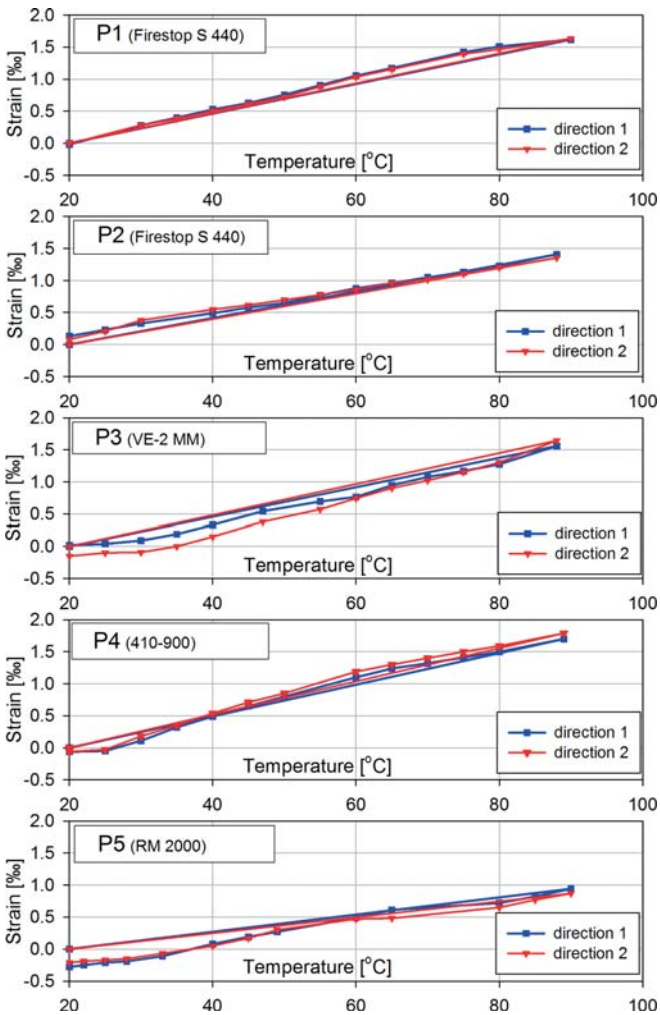 P1 (Firestop S 440)
Strain [‰]
2.0
1.5
1.0
0.5
0.0
-0.5
direction 1
direction 2
Temperature [°C]
20 40 60 80 100
P2 (Firestop S 440)
Strain [‰]
2.0
1.5
1.0
0.5
0.0
-0.5
direction 1
direction 2
Temperature [°C]
20 40 60 80 100
P3 (VE-2 MM)
Strain [‰]
2.0
1.5
1.0
0.5
0.0
-0.5
direction 1
direction 2
Temperature [°C]
20 40 60 80 100
P4 (410-900)
Strain [‰]
2.0
1.5
1.0
0.5
0.0
-0.5
direction 1
direction 2
Temperature [°C]
20 40 60 80 100
P5 (RM 2000)
Strain [‰]
2.0
1.5
1.0
0.5
0.0
-0.5
direction 1
direction 2
Temperature [°C]
20 40 60 80 100